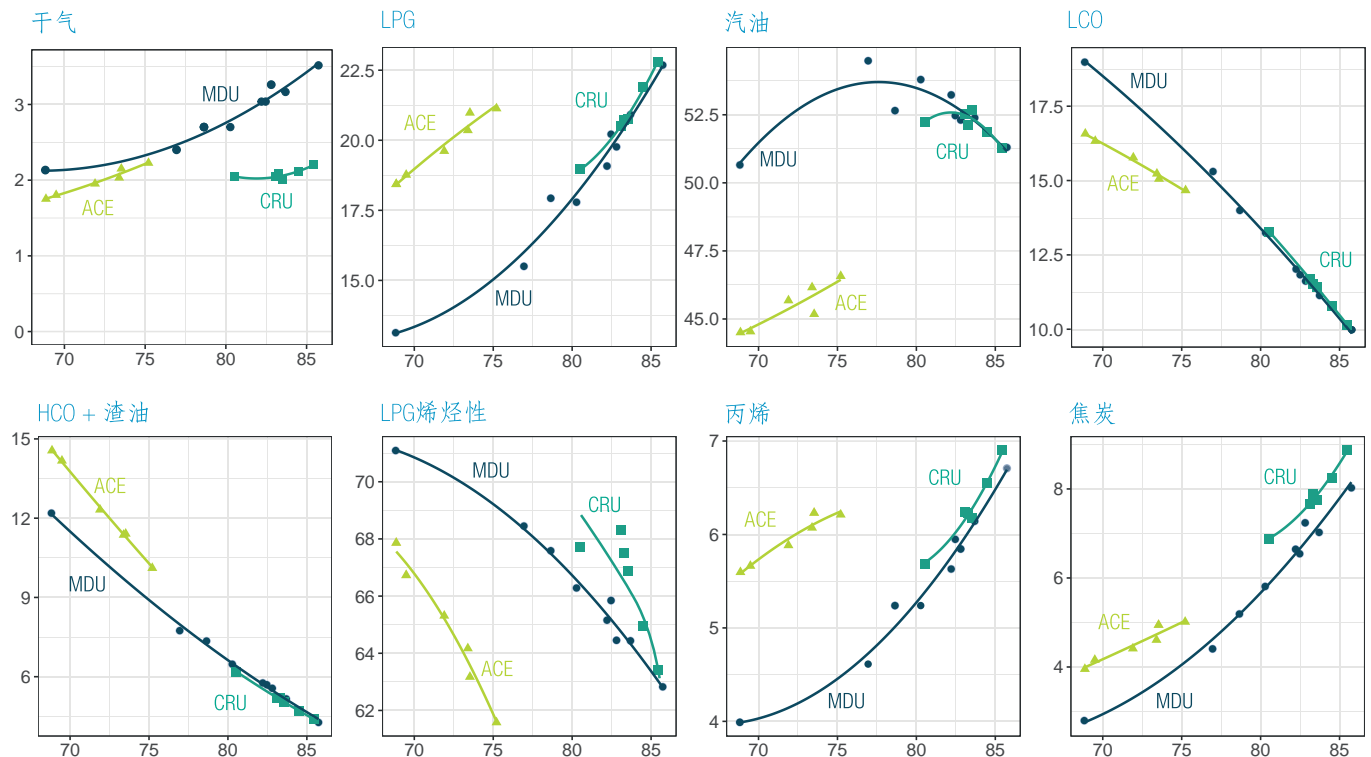 干气
LPG
汽油
LCO
3
2
1
0
MDU
ACE
CRU
70
75
80
85
22.5
20.0
17.5
15.0
ACE
CRU
MDU
70
75
80
85
52.5
50.0
47.5
45.0
MDU
CRU
ACE
70
75
80
85
17.5
15.0
12.5
10.0
MDU
ACE
CRU
70
75
80
85
HCO + 渣油
LPG烯烃性
丙烯
焦炭
15
12
9
6
ACE
MDU
CRU
70
75
80
85
70
68
66
64
62
MDU
CRU
ACE
70
75
80
85
7
6
5
4
CRU
ACE
MDU
70
75
80
85
8
6
4
CRU
ACE
MDU
70
75
80
85